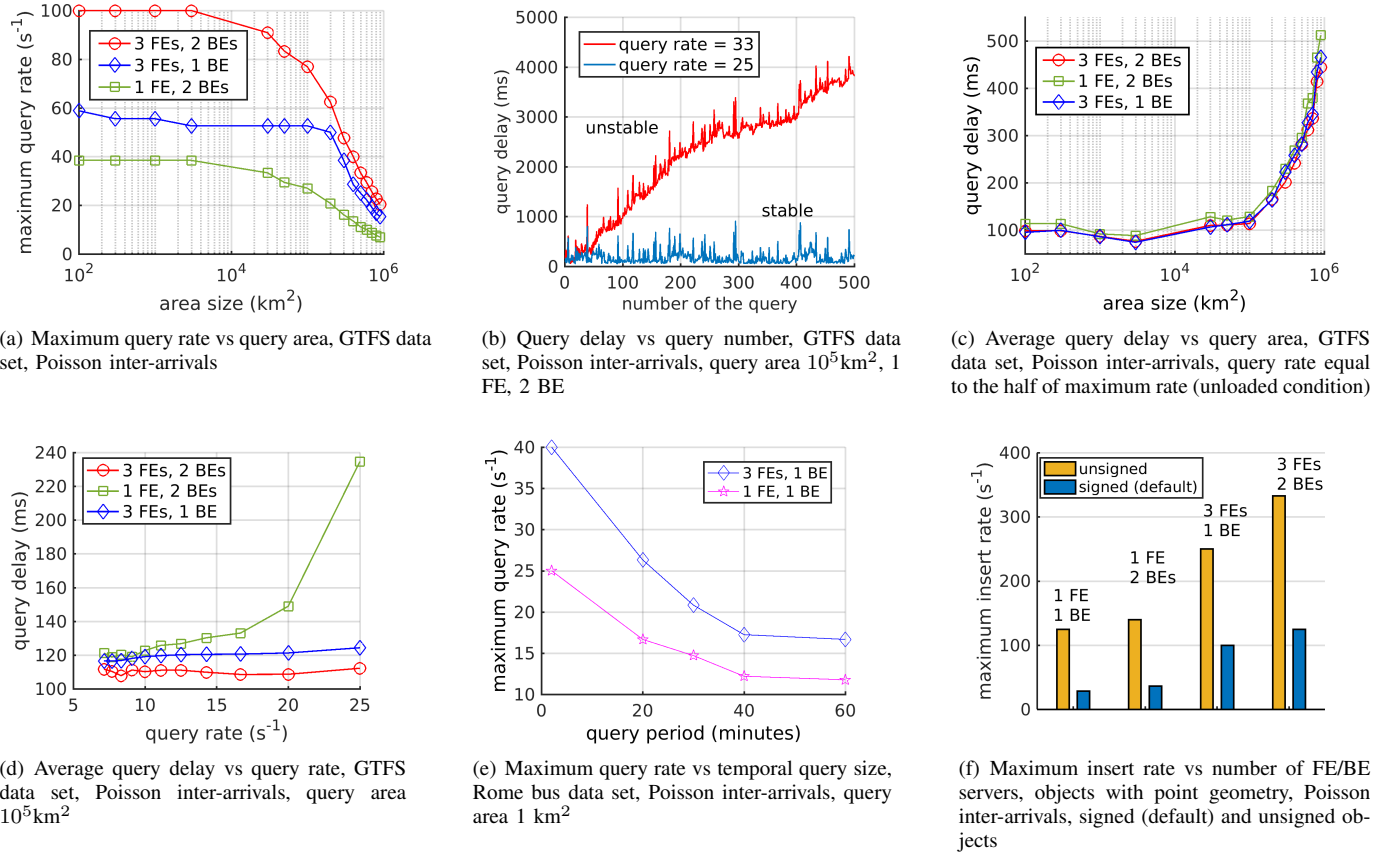 100
80
60
40
20
0
maximum query rate (s⁻¹)
3 FEs, 2 BEs
3 FEs, 1 BE
1 FE, 2 BEs
10² 10⁴ 10⁶
area size (km²)
(a) Maximum query rate vs query area, GTFS data
set, Poisson inter-arrivals
5000
4000
3000
2000
1000
0
query delay (ms)
query rate = 33
query rate = 25
unstable
stable
0 100 200 300 400 500
number of the query
(b) Query delay vs query number, GTFS data
set, Poisson inter-arrivals, query area 10⁵km², 1
FE, 2 BE
500
400
300
200
100
query delay (ms)
3 FEs, 2 BEs
1 FE, 2 BEs
3 FEs, 1 BE
10² 10⁴ 10⁶
area size (km²)
(c) Average query delay vs query area, GTFS
data set, Poisson inter-arrivals, query rate equal
to the half of maximum rate (unloaded condition)
240
220
200
180
160
140
120
100
query delay (ms)
3 FEs, 2 BEs
1 FE, 2 BEs
3 FEs, 1 BE
5 10 15 20 25
query rate (s⁻¹)
(d) Average query delay vs query rate, GTFS
data set, Poisson inter-arrivals, query area
10⁵km²
40
35
30
25
20
15
10
maximum query rate (s⁻¹)
3 FEs, 1 BE
1 FE, 1 BE
0 20 40 60
query period (minutes)
(e) Maximum query rate vs temporal query size,
Rome bus data set, Poisson inter-arrivals, query
area 1 km²
400
300
200
100
0
maximum insert rate (s⁻¹)
unsigned
signed (default)
1 FE
1 BE
1 FE
2 BEs
3 FEs
1 BE
3 FEs
2 BEs
(f) Maximum insert rate vs number of FE/BE
servers, objects with point geometry, Poisson
inter-arrivals, signed (default) and unsigned ob-
jects